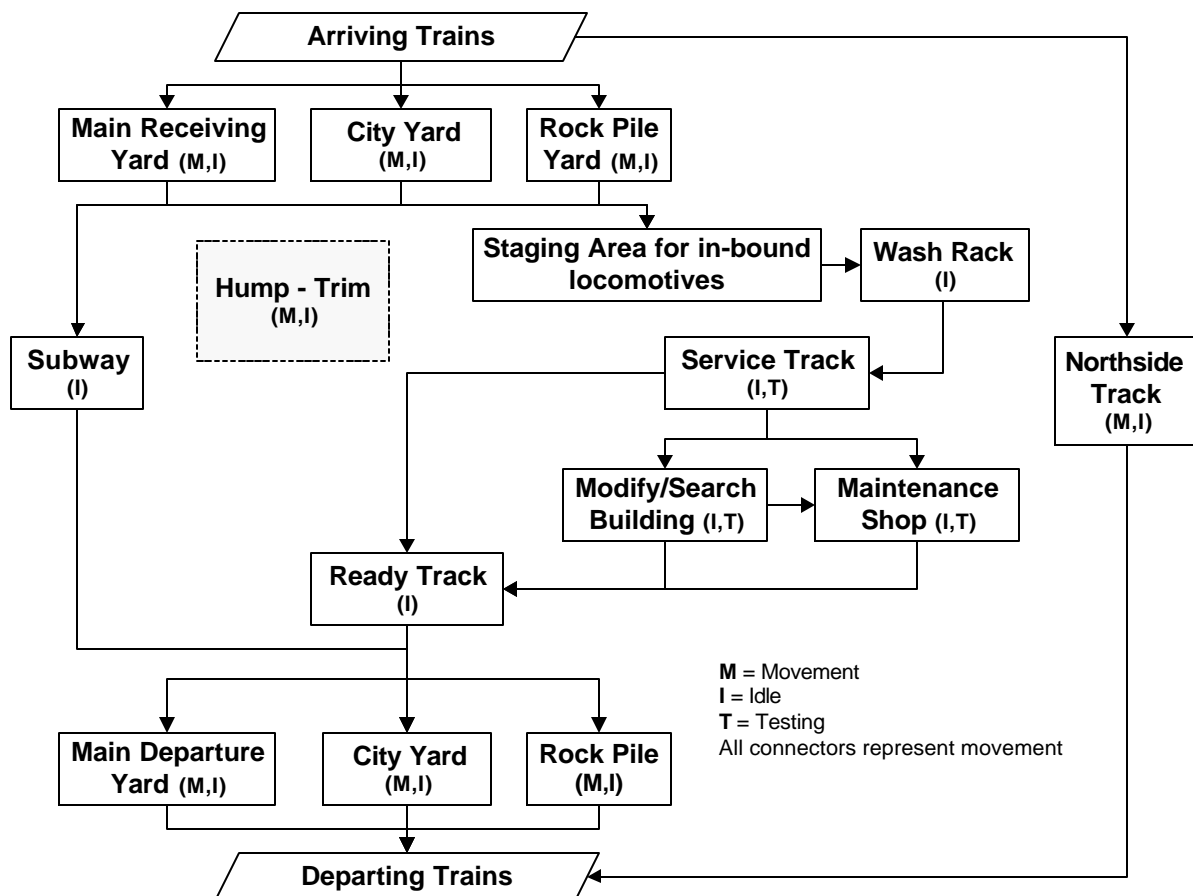 Arriving Trains
Main Receiving
Yard (M,I)
City Yard
(M,I)
Rock Pile
Yard (M,I)
Staging Area for in-bound
locomotives
Wash Rack
(I)
Hump - Trim
(M,I)
Subway
(I)
Service Track
(I,T)
Northside
Track
(M,I)
Modify/Search
Building (I,T)
Maintenance
Shop (I,T)
Ready Track
(I)
M = Movement
I = Idle
T = Testing
All connectors represent movement
Main Departure
Yard (M,I)
City Yard
(M,I)
Rock Pile
(M,I)
Departing Trains